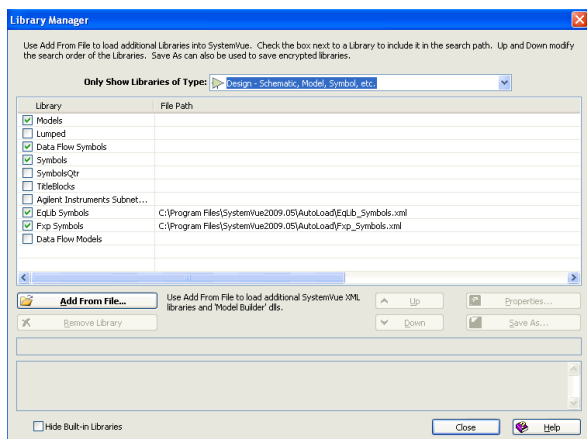 Library Manager
Use Add From File to load additional Libraries into SystemVue. Check the box next to a Library to include it in the search path. Up and Down modify
the search order of the Libraries. Save As can also be used to save encrypted libraries.
Only Show Libraries of Type: Design - Schematic, Model, Symbol, etc.
Library File Path
Models
Lumped
Data Flow Symbols
Symbols
SymbolsQtr
TitleBlocks
Agilent Instruments Subnet...
EqLib Symbols C:\Program Files\SystemVue2009.05\AutoLoad\EqLib_Symbols.xml
Fxp Symbols C:\Program Files\SystemVue2009.05\AutoLoad\Fxp_Symbols.xml
Data Flow Models
Add From File... Use Add From File to load additional SystemVue XML
libraries and 'Model Builder' dlls.
Up Properties...
Remove Library Down Save As...
Hide Built-in Libraries Close Help